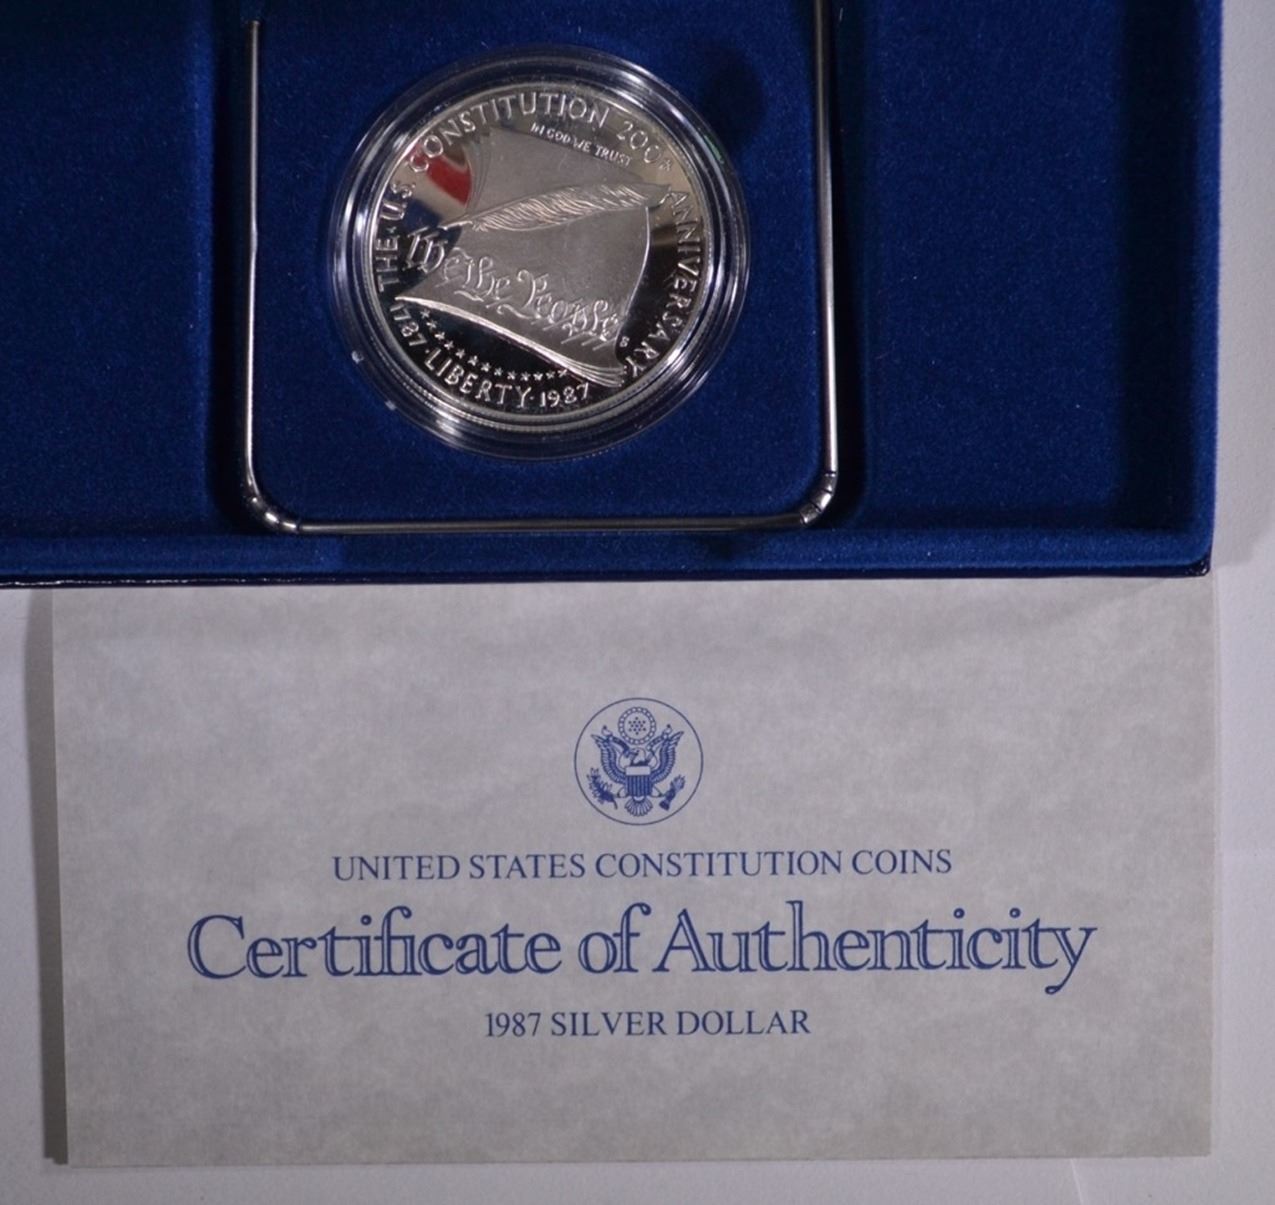 THE U.S. CONSTITUTION 200TH ANNIVERSARY
IN GOD WE TRUST
We the People
S
1787 · LIBERTY · 1987
UNITED STATES CONSTITUTION COINS
Certificate of Authenticity
1987 SILVER DOLLAR